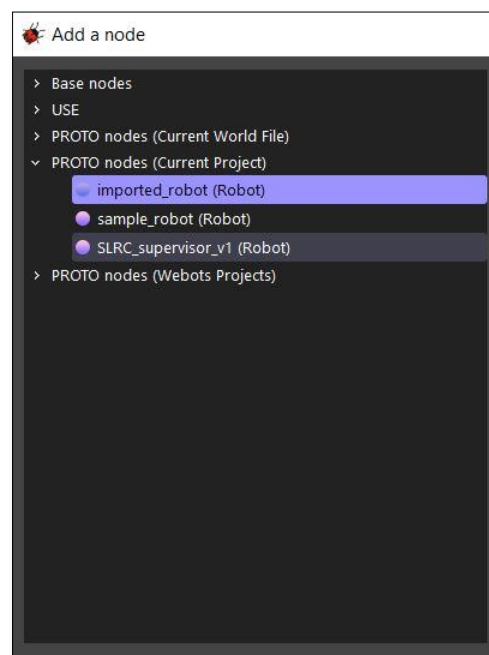 Add a node
Base nodes
USE
PROTO nodes (Current World File)
PROTO nodes (Current Project)
imported_robot (Robot)
sample_robot (Robot)
SLRC_supervisor_v1 (Robot)
PROTO nodes (Webots Projects)